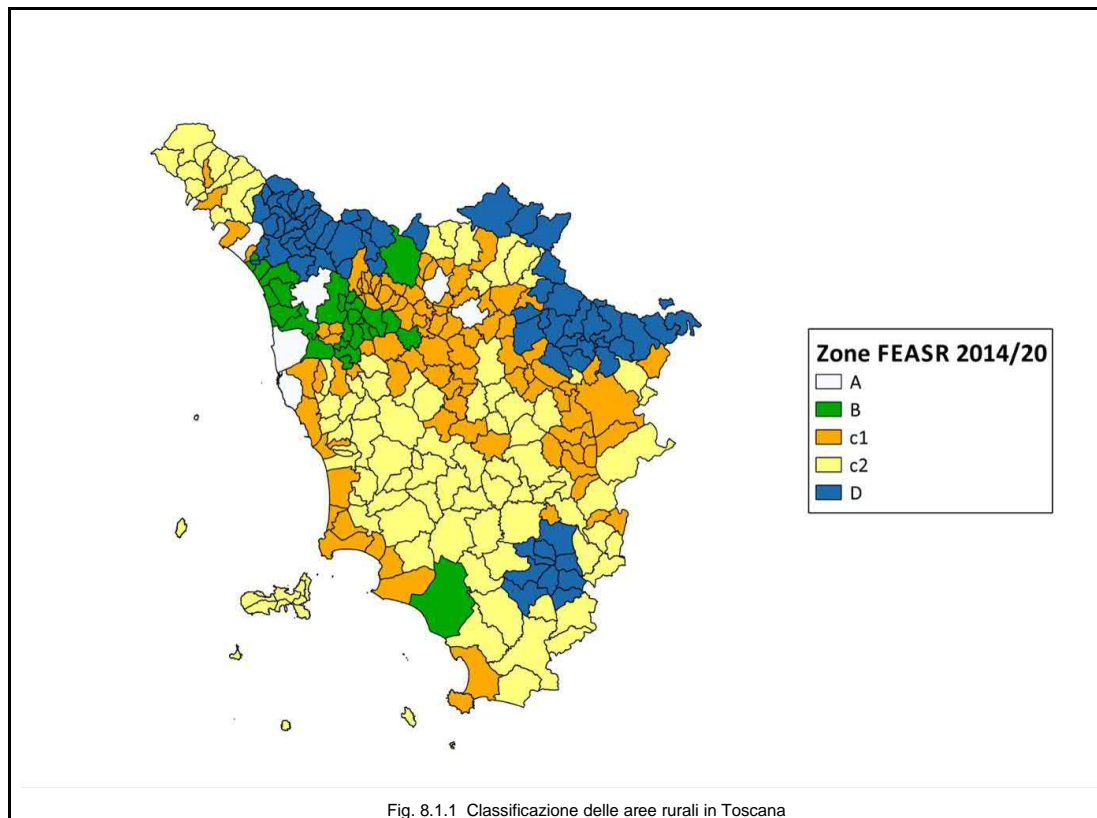 Zone FEASR 2014/20
A
B
c1
c2
D
Fig. 8.1.1 Classificazione delle aree rurali in Toscana